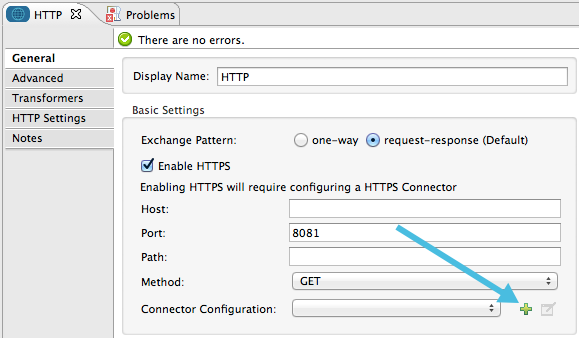 HTTP Problems
There are no errors.
General
Advanced
Transformers
HTTP Settings
Notes
Display Name: HTTP
Basic Settings
Exchange Pattern: one-way request-response (Default)
Enable HTTPS
Enabling HTTPS will require configuring a HTTPS Connector
Host:
Port: 8081
Path:
Method: GET
Connector Configuration: